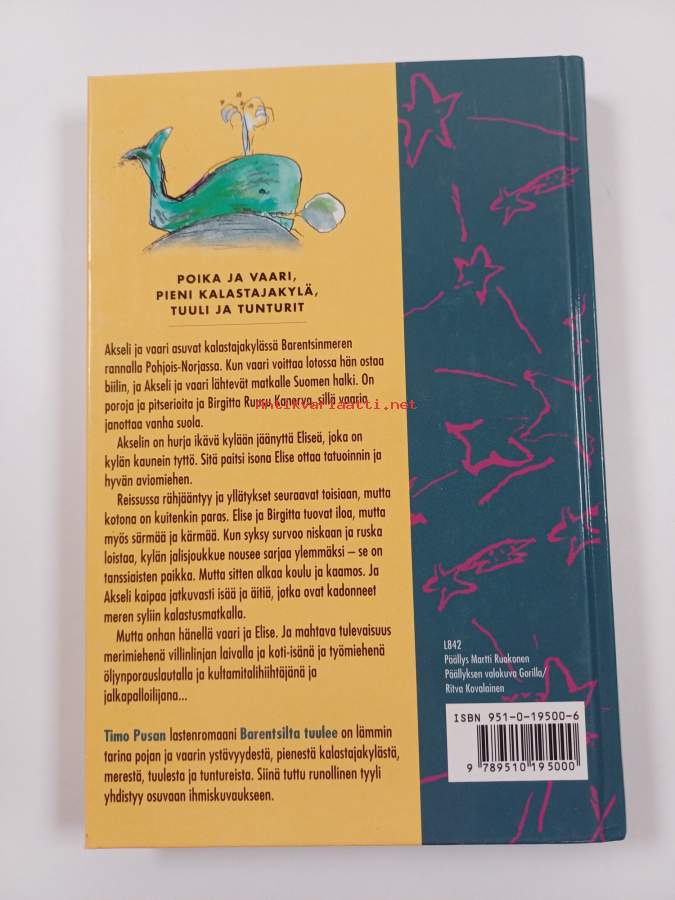 POIKA JA VAARI,
PIENI KALASTAJAKYLÄ,
TUULI JA TUNTURIT
Akseli ja vaari asuvat kalastajakylässä Barentsinmeren
rannalla Pohjois-Norjassa. Kun vaari voittaa lotossa hän ostaa
biilin, ja Akseli ja vaari lähtevät matkalle Suomen halki. On
poroja ja pitserioita ja Birgitta Rupsu Kanerva, sillä vaaria
janottaa vanha suola.
Antikvariaatti.net
Akselin on hurja ikävä kylään jäänyttä Eliseä, joka on
kylän kaunein tyttö. Sitä paitsi isona Elise ottaa tatuoinnin ja
hyvän aviomiehen.
Reissussa rähjääntyy ja yllätykset seuraavat toisiaan, mutta
kotona on kuitenkin paras. Elise ja Birgitta tuovat iloa, mutta
myös särmää ja kärmää. Kun syksy survoo niskaan ja ruska
loistaa, kylän jalisjoukkue nousee sarjaa ylemmäksi – se on
tanssiaisten paikka. Mutta sitten alkaa koulu ja kaamos. Ja
Akseli kaipaa jatkuvasti isää ja äitiä, jotka ovat kadonneet
meren syliin kalastusmatkalla.
Mutta onhan hänellä vaari ja Elise. Ja mahtava tulevaisuus
merimiehenä villinlinjan laivalla ja koti-isänä ja työmiehenä
öljynporauslautalla ja kultamitalihiihtäjänä ja
jalkapalloilijana...
Timo Pusan lastenromaani Barentsilta tuulee on lämmin
tarina pojan ja vaarin ystävyydestä, pienestä kalastajakylästä,
merestä, tuulesta ja tuntureista. Siinä tuttu runollinen tyyli
yhdistyy osuvaan ihmiskuvaukseen.
L842
Päällys Martti Ruokonen
Päällyksen valokuva Gorilla/
Ritva Kovalainen
ISBN 951-0-19500-6
9 789510 195000